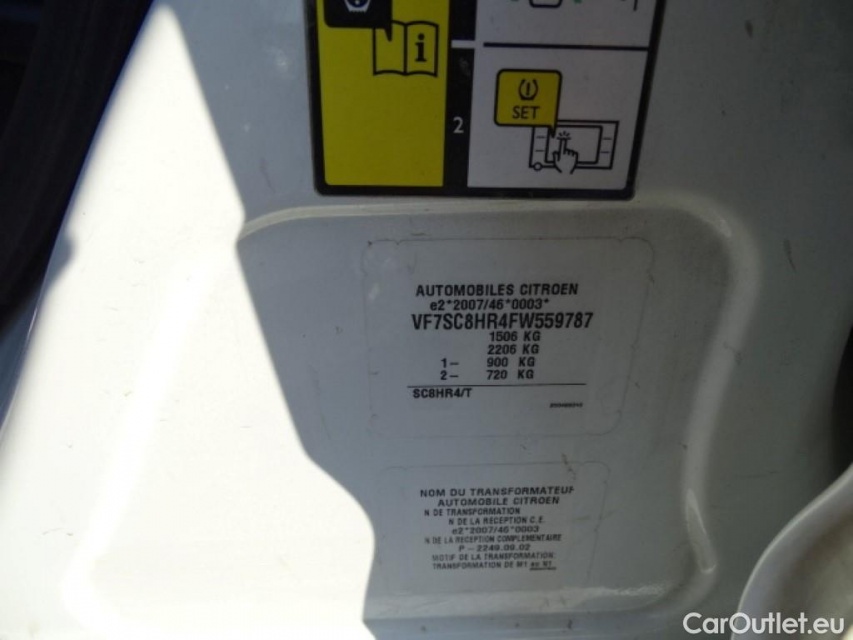 2
SET
AUTOMOBILES CITROEN
e2*2007/46*0003*
VF7SC8HR4FW559787
1506 KG
2206 KG
1- 900 KG
2- 720 KG
SC8HR4/T
NOM DU TRANSFORMATEUR
AUTOMOBILE CITROEN
N DE TRANSFORMATION
N DE LA RECEPTION C.E.
e2*2007/46*0003
N DE LA RECEPTION COMPLEMENTAIRE
P - 2249.09.02
MOTIF DE LA TRANSFORMATION
TRANSFORMATION DE M1 en N1
CarOutlet.eu